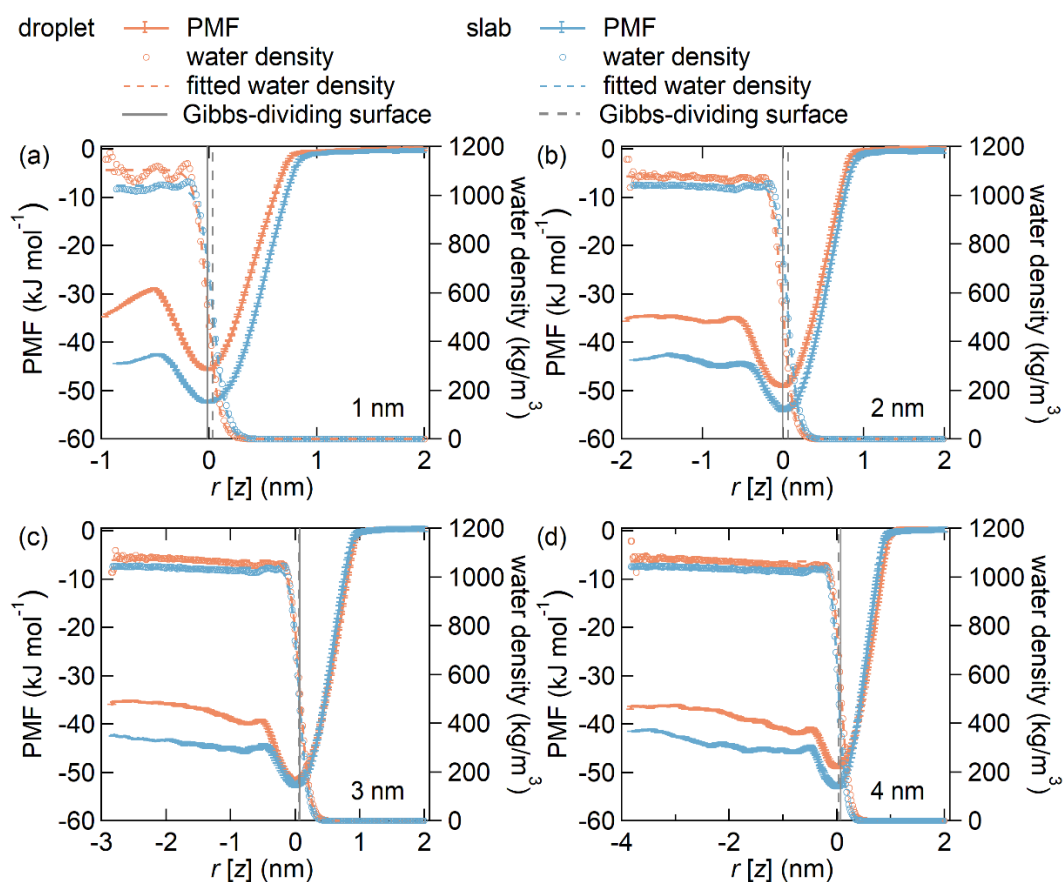 droplet PMF slab PMF
water density water density
fitted water density fitted water density
Gibbs-dividing surface Gibbs-dividing surface
(a) (b)
0 -10 -20 -30 -40 -50 -60
PMF (kJ mol⁻¹)
1200 1000 800 600 400 200 0
water density (kg/m³)
1 nm
-1 0 1 2
r [z] (nm)
0 -10 -20 -30 -40 -50 -60
PMF (kJ mol⁻¹)
1200 1000 800 600 400 200 0
water density (kg/m³)
2 nm
-2 -1 0 1 2
r [z] (nm)
(c) (d)
0 -10 -20 -30 -40 -50 -60
PMF (kJ mol⁻¹)
1200 1000 800 600 400 200 0
water density (kg/m³)
3 nm
-3 -2 -1 0 1 2
r [z] (nm)
0 -10 -20 -30 -40 -50 -60
PMF (kJ mol⁻¹)
1200 1000 800 600 400 200 0
water density (kg/m³)
4 nm
-4 -2 0 2
r [z] (nm)